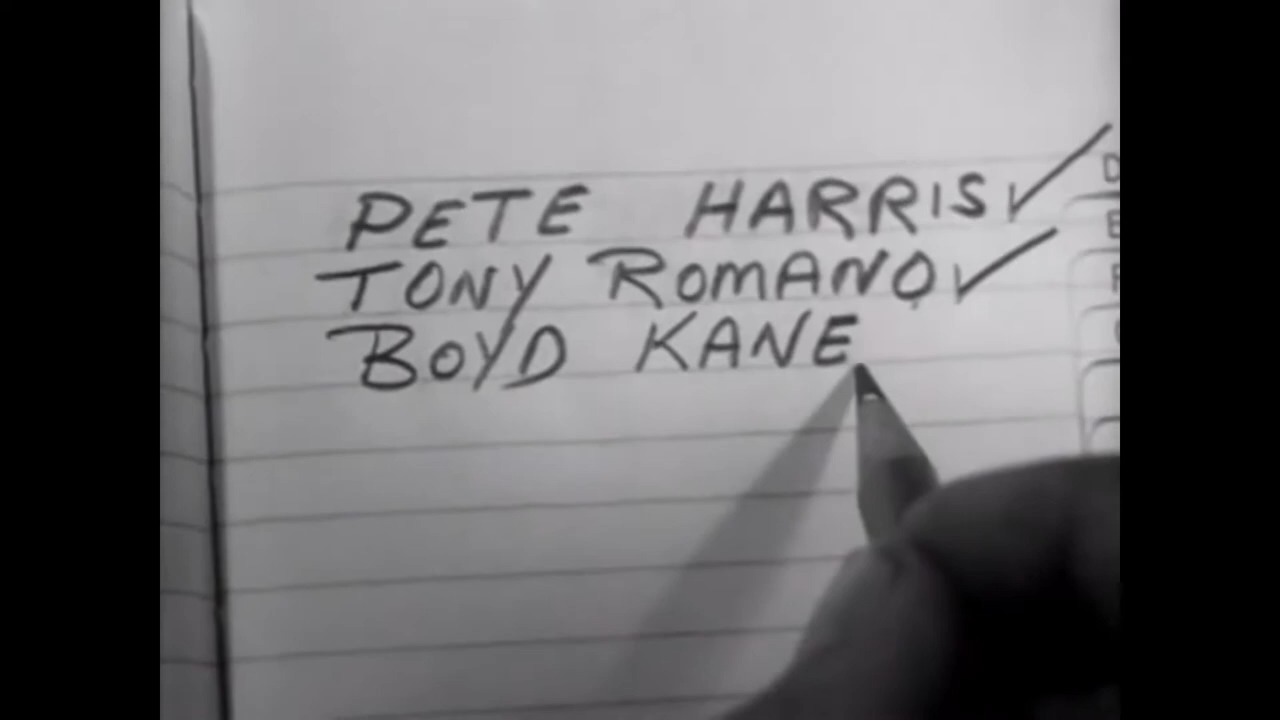 PETE HARRIS ✓
TONY ROMANO ✓
BOYD KANE
D
E
F